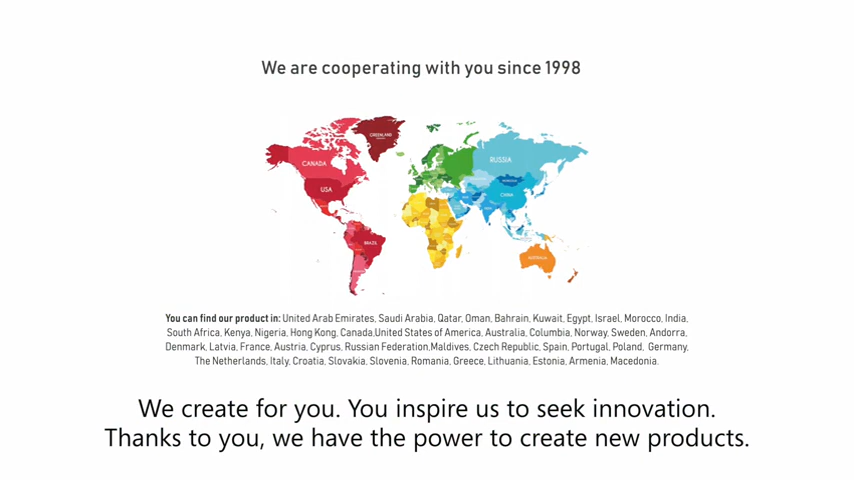 We are cooperating with you since 1998
GREENLAND
CANADA
RUSSIA
USA
CHINA
BRAZIL
AUSTRALIA
You can find our product in: United Arab Emirates, Saudi Arabia, Qatar, Oman, Bahrain, Kuwait, Egypt, Israel, Morocco, India,
South Africa, Kenya, Nigeria, Hong Kong, Canada,United States of America, Australia, Columbia, Norway, Sweden, Andorra,
Denmark, Latvia, France, Austria, Cyprus, Russian Federation,Maldives, Czech Republic, Spain, Portugal, Poland, Germany,
The Netherlands, Italy, Croatia, Slovakia, Slovenia, Romania, Greece, Lithuania, Estonia, Armenia, Macedonia.
We create for you. You inspire us to seek innovation.
Thanks to you, we have the power to create new products.